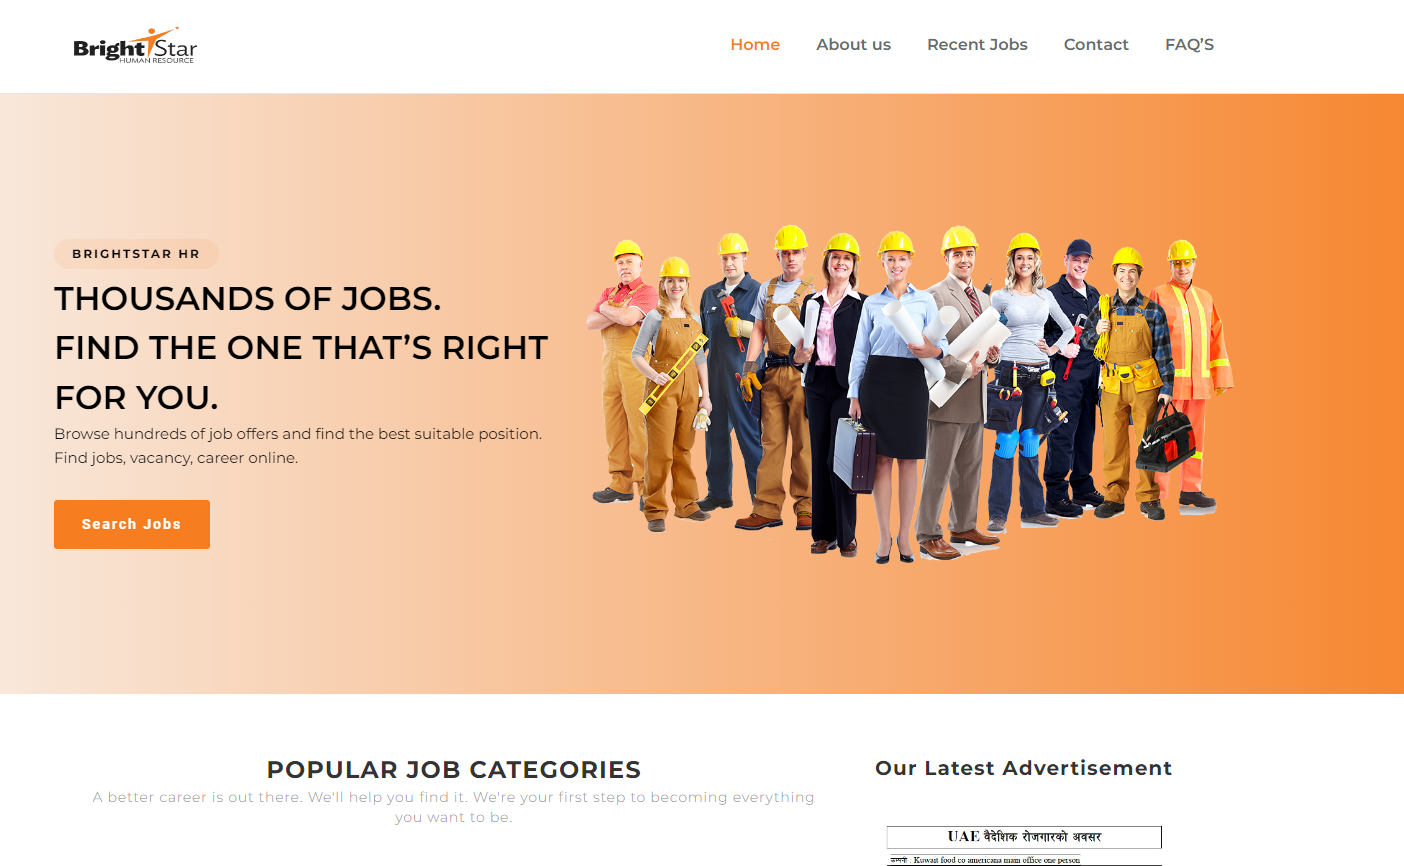 BrightStar
HUMAN RESOURCE
Home
About us
Recent Jobs
Contact
FAQ’S
BRIGHTSTAR HR
THOUSANDS OF JOBS.
FIND THE ONE THAT’S RIGHT
FOR YOU.
Browse hundreds of job offers and find the best suitable position.
Find jobs, vacancy, career online.
Search Jobs
POPULAR JOB CATEGORIES
A better career is out there. We'll help you find it. We're your first step to becoming everything
you want to be.
Our Latest Advertisement
UAE वैदेशिक रोजगारको अवसर
कम्पनी : Kuwait food co americana main office one person